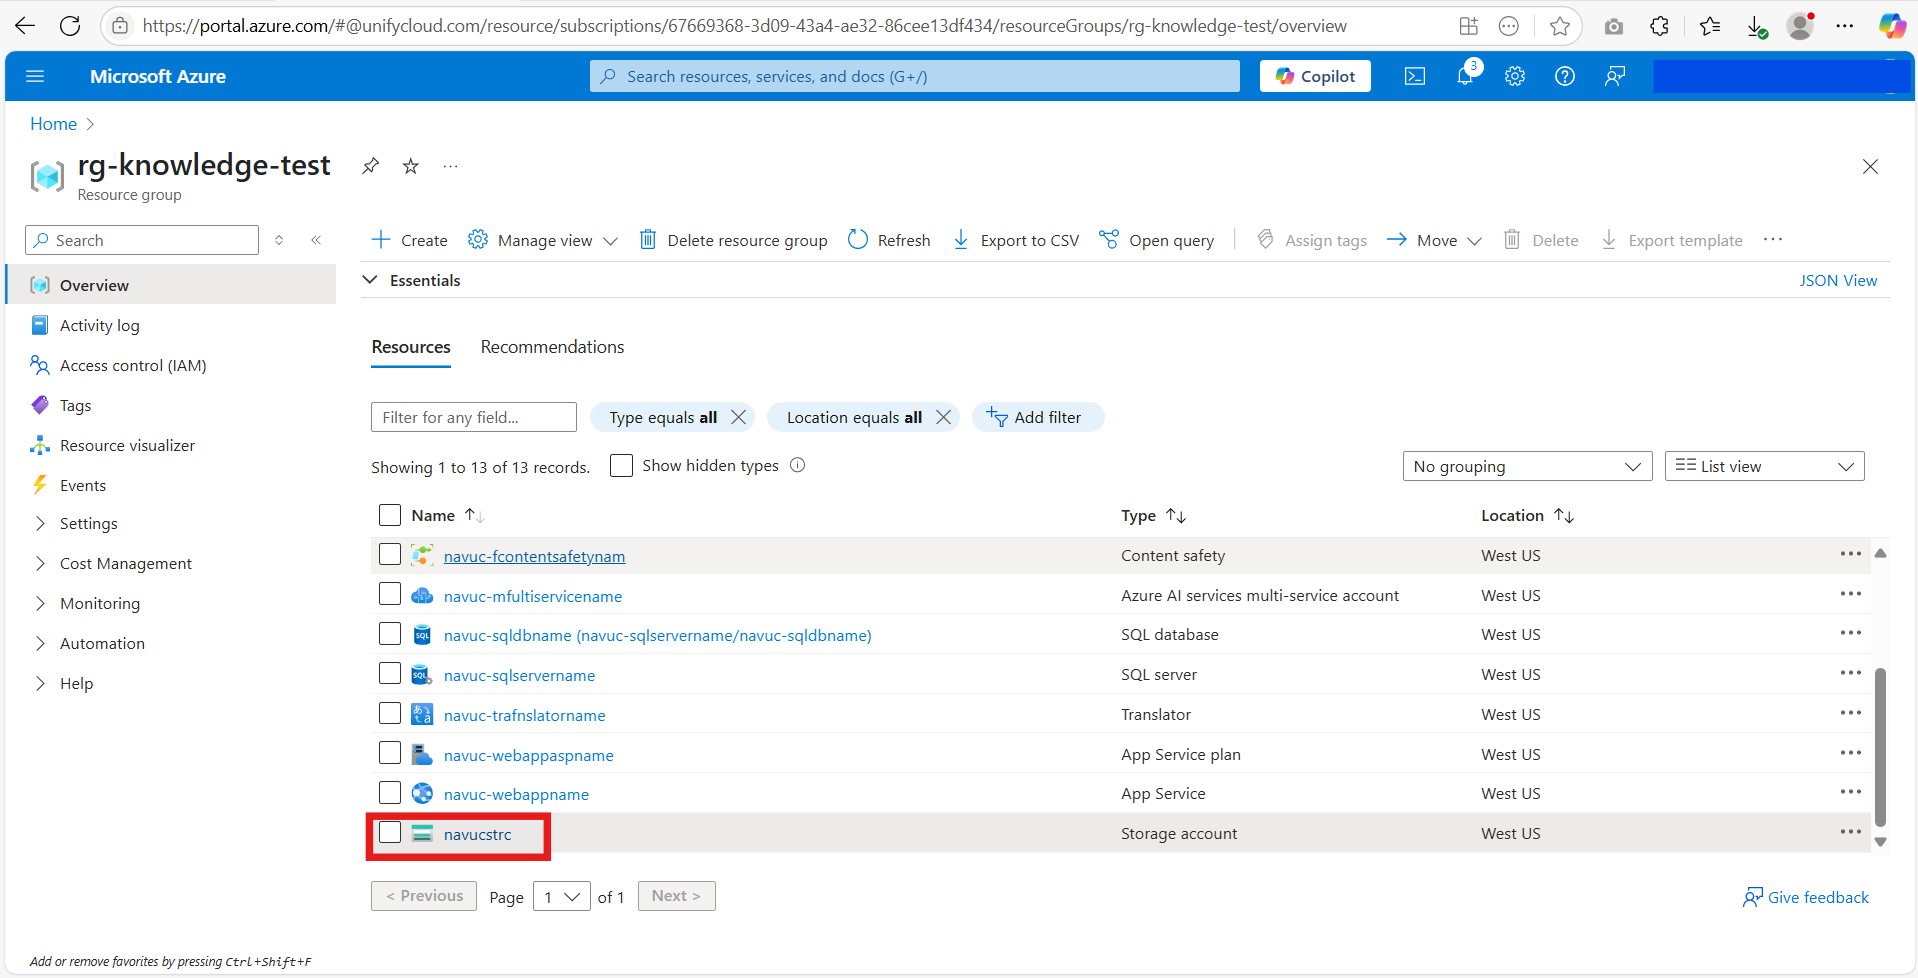 https://portal.azure.com/#@unifycloud.com/resource/subscriptions/67669368-3d09-43a4-ae32-86cee13df434/resourceGroups/rg-knowledge-test/overview
Microsoft Azure
Search resources, services, and docs (G+/)
Copilot
3
Home
rg-knowledge-test
Resource group
Search
Create
Manage view
Delete resource group
Refresh
Export to CSV
Open query
Assign tags
Move
Delete
Export template
Overview
Activity log
Access control (IAM)
Tags
Resource visualizer
Events
Settings
Cost Management
Monitoring
Automation
Help
Essentials
JSON View
Resources
Recommendations
Filter for any field...
Type equals all
Location equals all
Add filter
Showing 1 to 13 of 13 records.
Show hidden types
No grouping
List view
Name Type Location
navuc-fcontentsafetynam Content safety West US
navuc-mfultiservicename Azure AI services multi-service account West US
navuc-sqldbname (navuc-sqlservername/navuc-sqldbname) SQL database West US
navuc-sqlservername SQL server West US
navuc-trafnslatorname Translator West US
navuc-webappaspname App Service plan West US
navuc-webappname App Service West US
navucstrc Storage account West US
< Previous Page 1 of 1 Next >
Give feedback
Add or remove favorites by pressing Ctrl+Shift+F